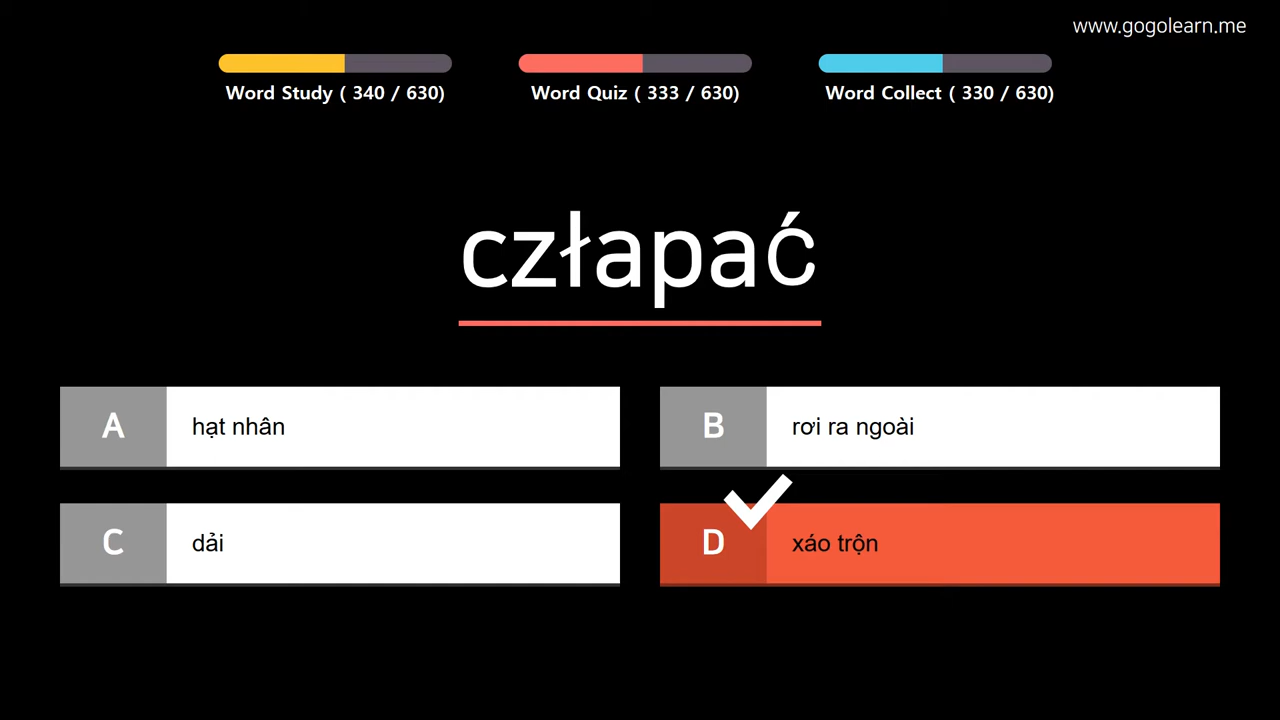 www.gogolearn.me
Word Study ( 340 / 630)
Word Quiz ( 333 / 630)
Word Collect ( 330 / 630)
człapać
A hạt nhân
B rơi ra ngoài
C dải
D xáo trộn